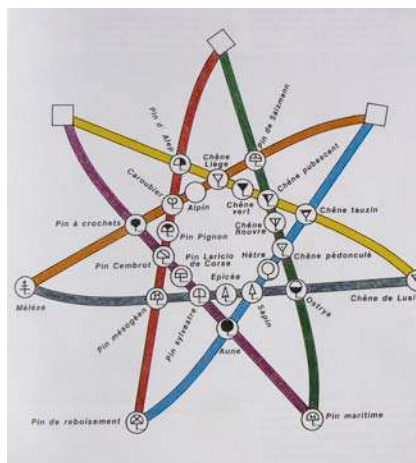 Pin d'Alep
Pin de Salzmann
Chêne
Liège
Chêne pubescent
Caroubier
Alpin
Chêne
vert
Chêne tauzin
Pin à crochets
Pin Pignon
Chêne
Rouvre
Chêne pédonculé
Pin Cembrot
Pin Laricio
de Corse
Hêtre
Epicéa
Mélèze
Pin mésogéen
Pin sylvestre
Sapin
Ostrya
Chêne de Lusi
Aune
Pin de reboisement
Pin maritime